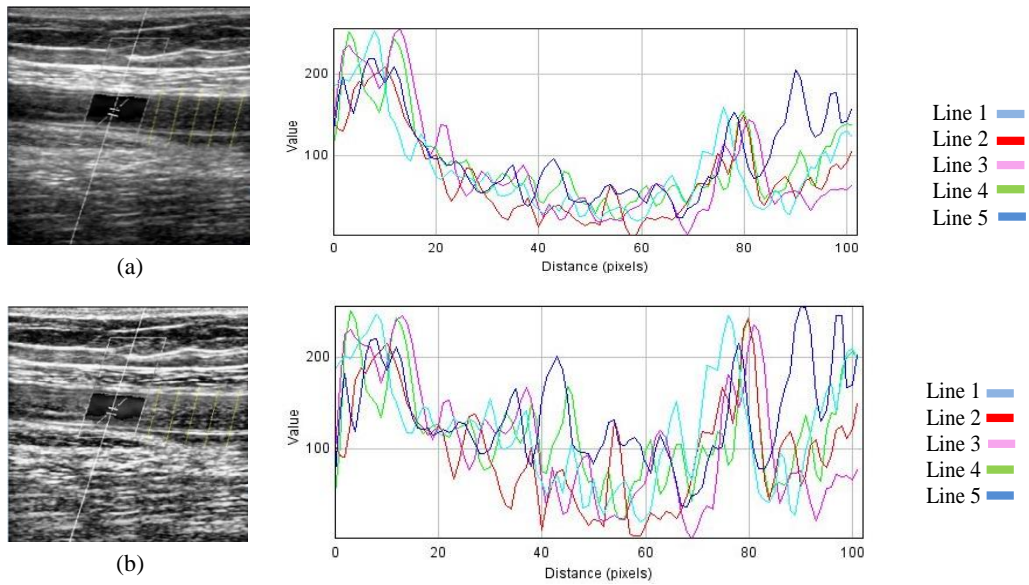 200
100
Value
0
20
40
60
80
100
Distance (pixels)
Line 1
Line 2
Line 3
Line 4
Line 5
(a)
200
100
Value
0
20
40
60
80
100
Distance (pixels)
Line 1
Line 2
Line 3
Line 4
Line 5
(b)